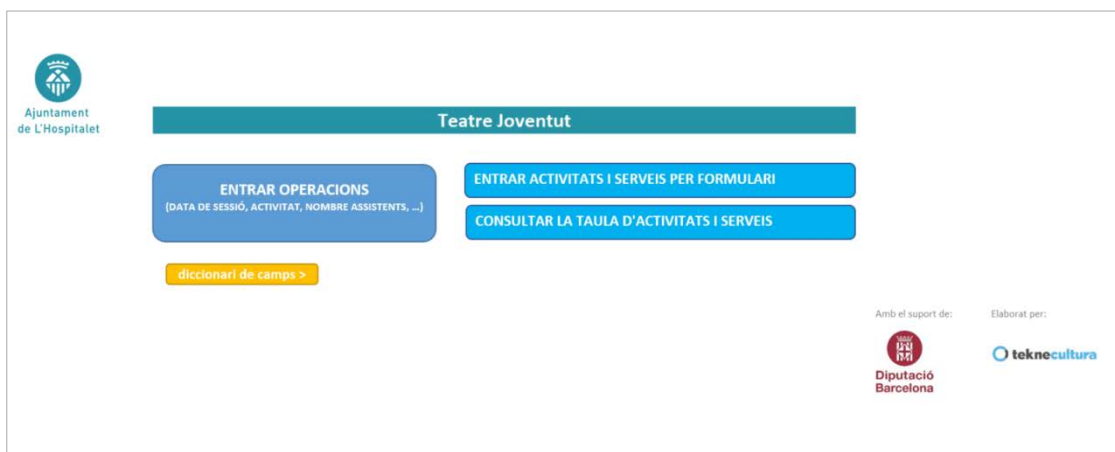 Ajuntament
de L'Hospitalet
Teatre Joventut
ENTRAR OPERACIONS
(DATA DE SESSIÓ, ACTIVITAT, NOMBRE ASSISTENTS, ...)
ENTRAR ACTIVITATS I SERVEIS PER FORMULARI
CONSULTAR LA TAULA D'ACTIVITATS I SERVEIS
diccionari de camps >
Amb el suport de:
Elaborat per:
Diputació
Barcelona
teknecultura